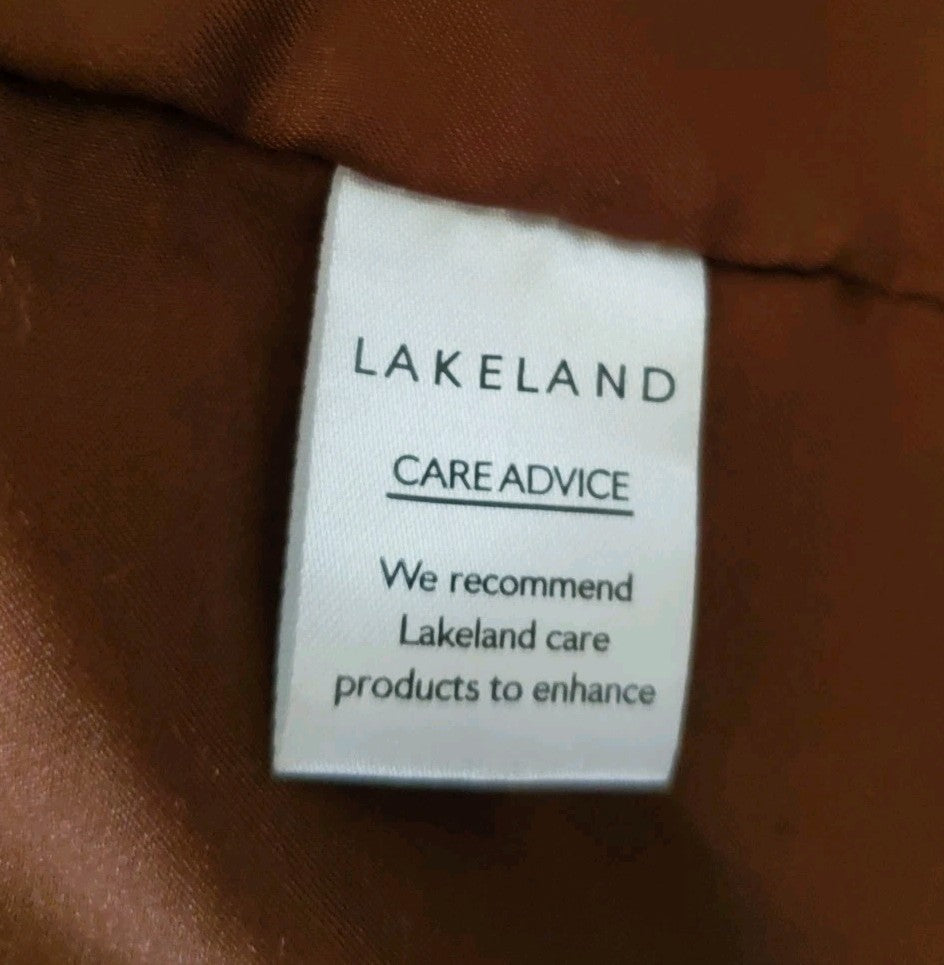 LAKELAND
CARE ADVICE
We recommend
Lakeland care
products to enhance